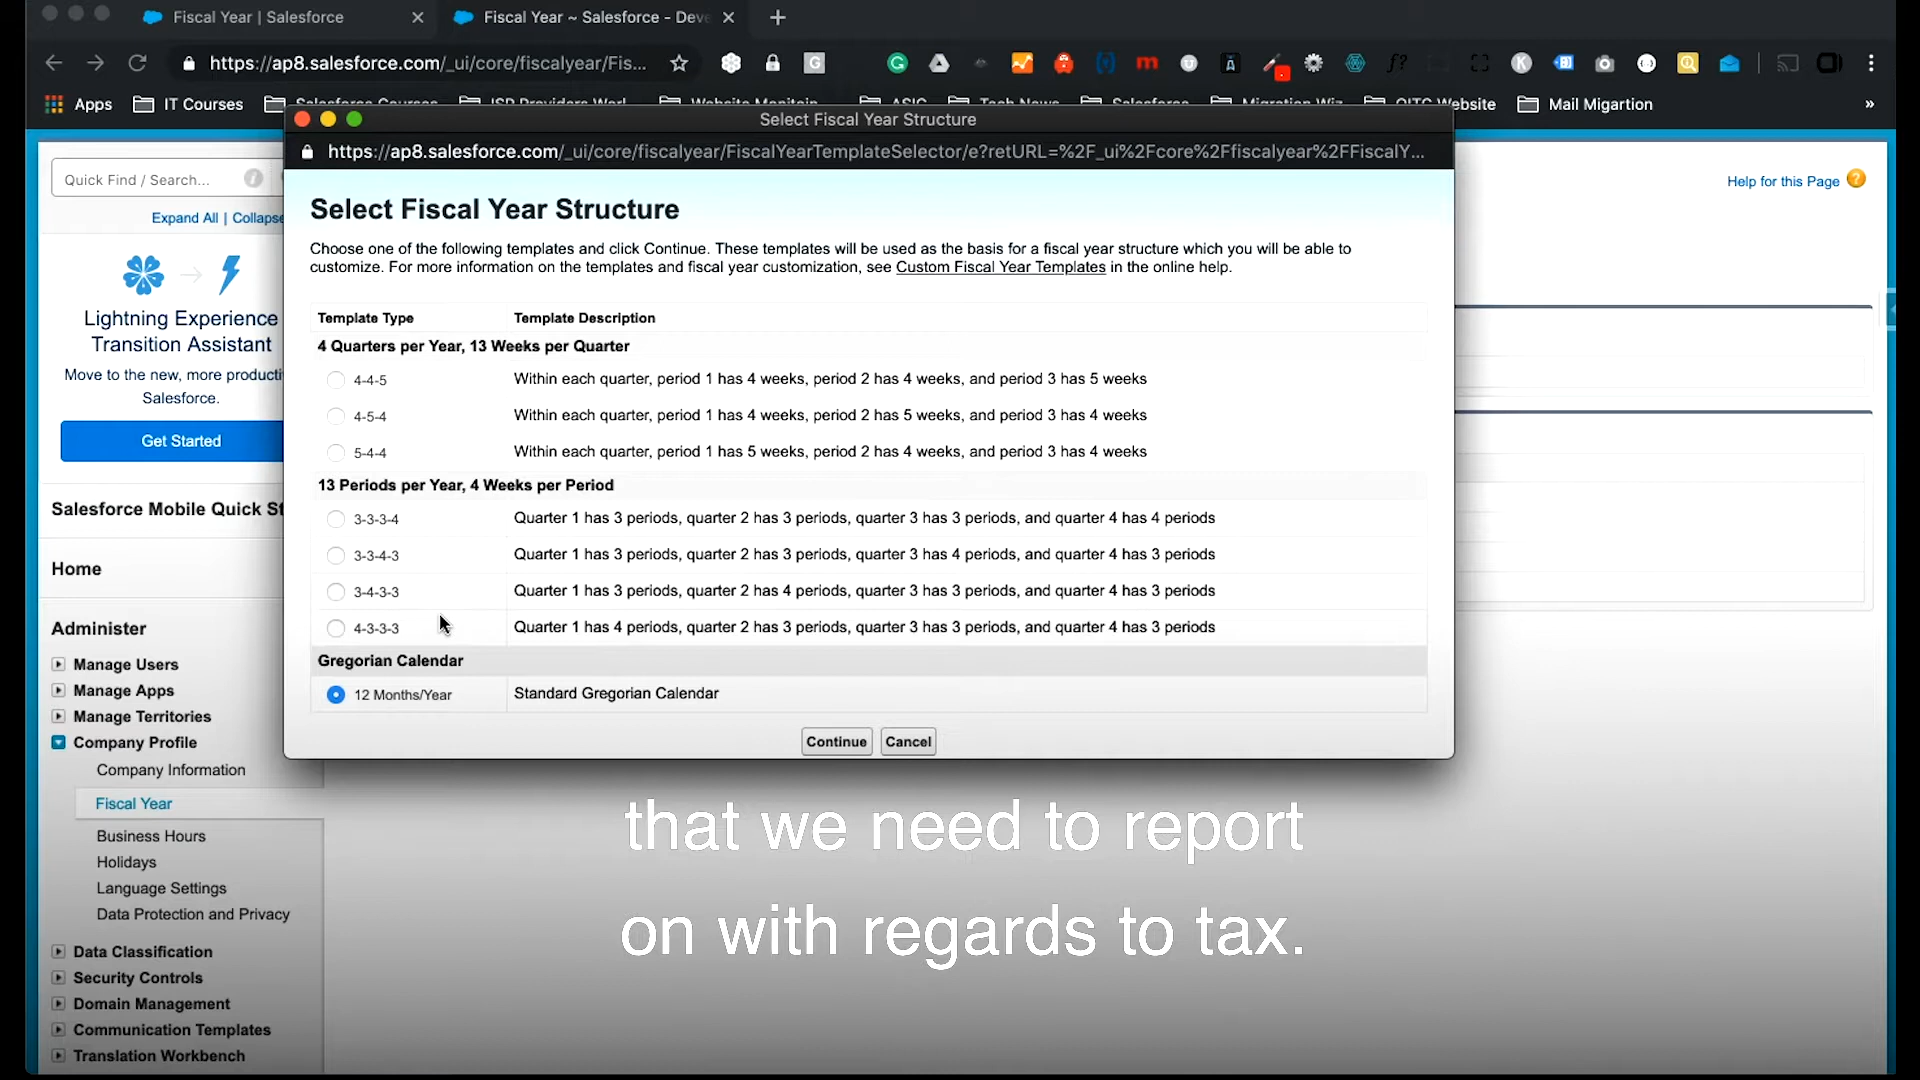 Fiscal Year | Salesforce
Fiscal Year ~ Salesforce - Deve
https://ap8.salesforce.com/_ui/core/fiscalyear/Fis...
Apps
IT Courses
Website
Mail Migartion
»
Select Fiscal Year Structure
https://ap8.salesforce.com/_ui/core/fiscalyear/FiscalYearTemplateSelector/e?retURL=%2F_ui%2Fcore%2Ffiscalyear%2FFiscalY...
Quick Find / Search...
Expand All | Collapse
Help for this Page
Lightning Experience
Transition Assistant
Move to the new, more producti
Salesforce.
Get Started
Salesforce Mobile Quick St
Home
Administer
Manage Users
Manage Apps
Manage Territories
Company Profile
Company Information
Fiscal Year
Business Hours
Holidays
Language Settings
Data Protection and Privacy
Data Classification
Security Controls
Domain Management
Communication Templates
Translation Workbench
Select Fiscal Year Structure
Choose one of the following templates and click Continue. These templates will be used as the basis for a fiscal year structure which you will be able to
customize. For more information on the templates and fiscal year customization, see Custom Fiscal Year Templates in the online help.
Template Type Template Description
4 Quarters per Year, 13 Weeks per Quarter
4-4-5 Within each quarter, period 1 has 4 weeks, period 2 has 4 weeks, and period 3 has 5 weeks
4-5-4 Within each quarter, period 1 has 4 weeks, period 2 has 5 weeks, and period 3 has 4 weeks
5-4-4 Within each quarter, period 1 has 5 weeks, period 2 has 4 weeks, and period 3 has 4 weeks
13 Periods per Year, 4 Weeks per Period
3-3-3-4 Quarter 1 has 3 periods, quarter 2 has 3 periods, quarter 3 has 3 periods, and quarter 4 has 4 periods
3-3-4-3 Quarter 1 has 3 periods, quarter 2 has 3 periods, quarter 3 has 4 periods, and quarter 4 has 3 periods
3-4-3-3 Quarter 1 has 3 periods, quarter 2 has 4 periods, quarter 3 has 3 periods, and quarter 4 has 3 periods
4-3-3-3 Quarter 1 has 4 periods, quarter 2 has 3 periods, quarter 3 has 3 periods, and quarter 4 has 3 periods
Gregorian Calendar
12 Months/Year Standard Gregorian Calendar
Continue Cancel
that we need to report
on with regards to tax.